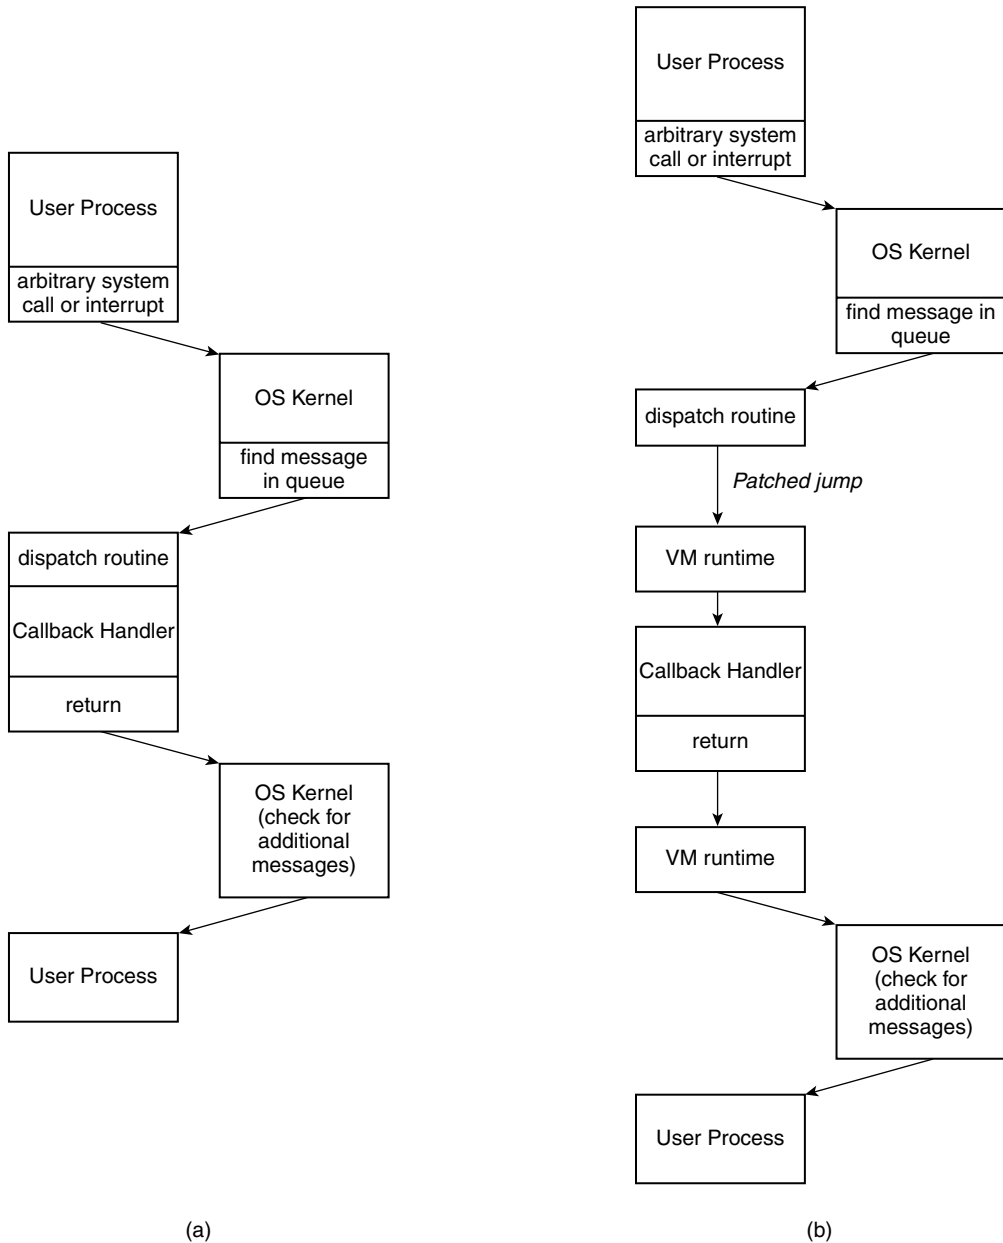 User Process
arbitrary system
call or interrupt
OS Kernel
find message
in queue
dispatch routine
Callback Handler
return
OS Kernel
(check for
additional
messages)
User Process
(a)
User Process
arbitrary system
call or interrupt
OS Kernel
find message in
queue
dispatch routine
Patched jump
VM runtime
Callback Handler
return
VM runtime
OS Kernel
(check for
additional
messages)
User Process
(b)